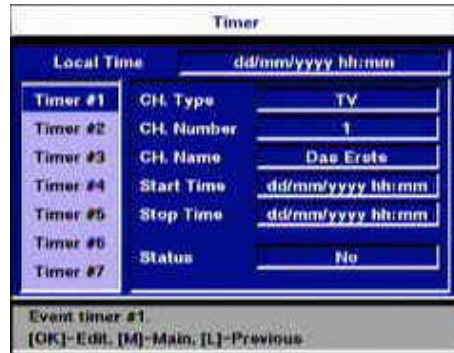 Timer
Local Time dd/mm/yyyy hh:mm
Timer #1 CH. Type TV
Timer #2 CH. Number 1
Timer #3 CH. Name Das Erste
Timer #4 Start Time dd/mm/yyyy hh:mm
Timer #5 Stop Time dd/mm/yyyy hh:mm
Timer #6
Status No
Timer #7
Event timer #1.
[OK]-Edit, [M]-Main, [L]-Previous